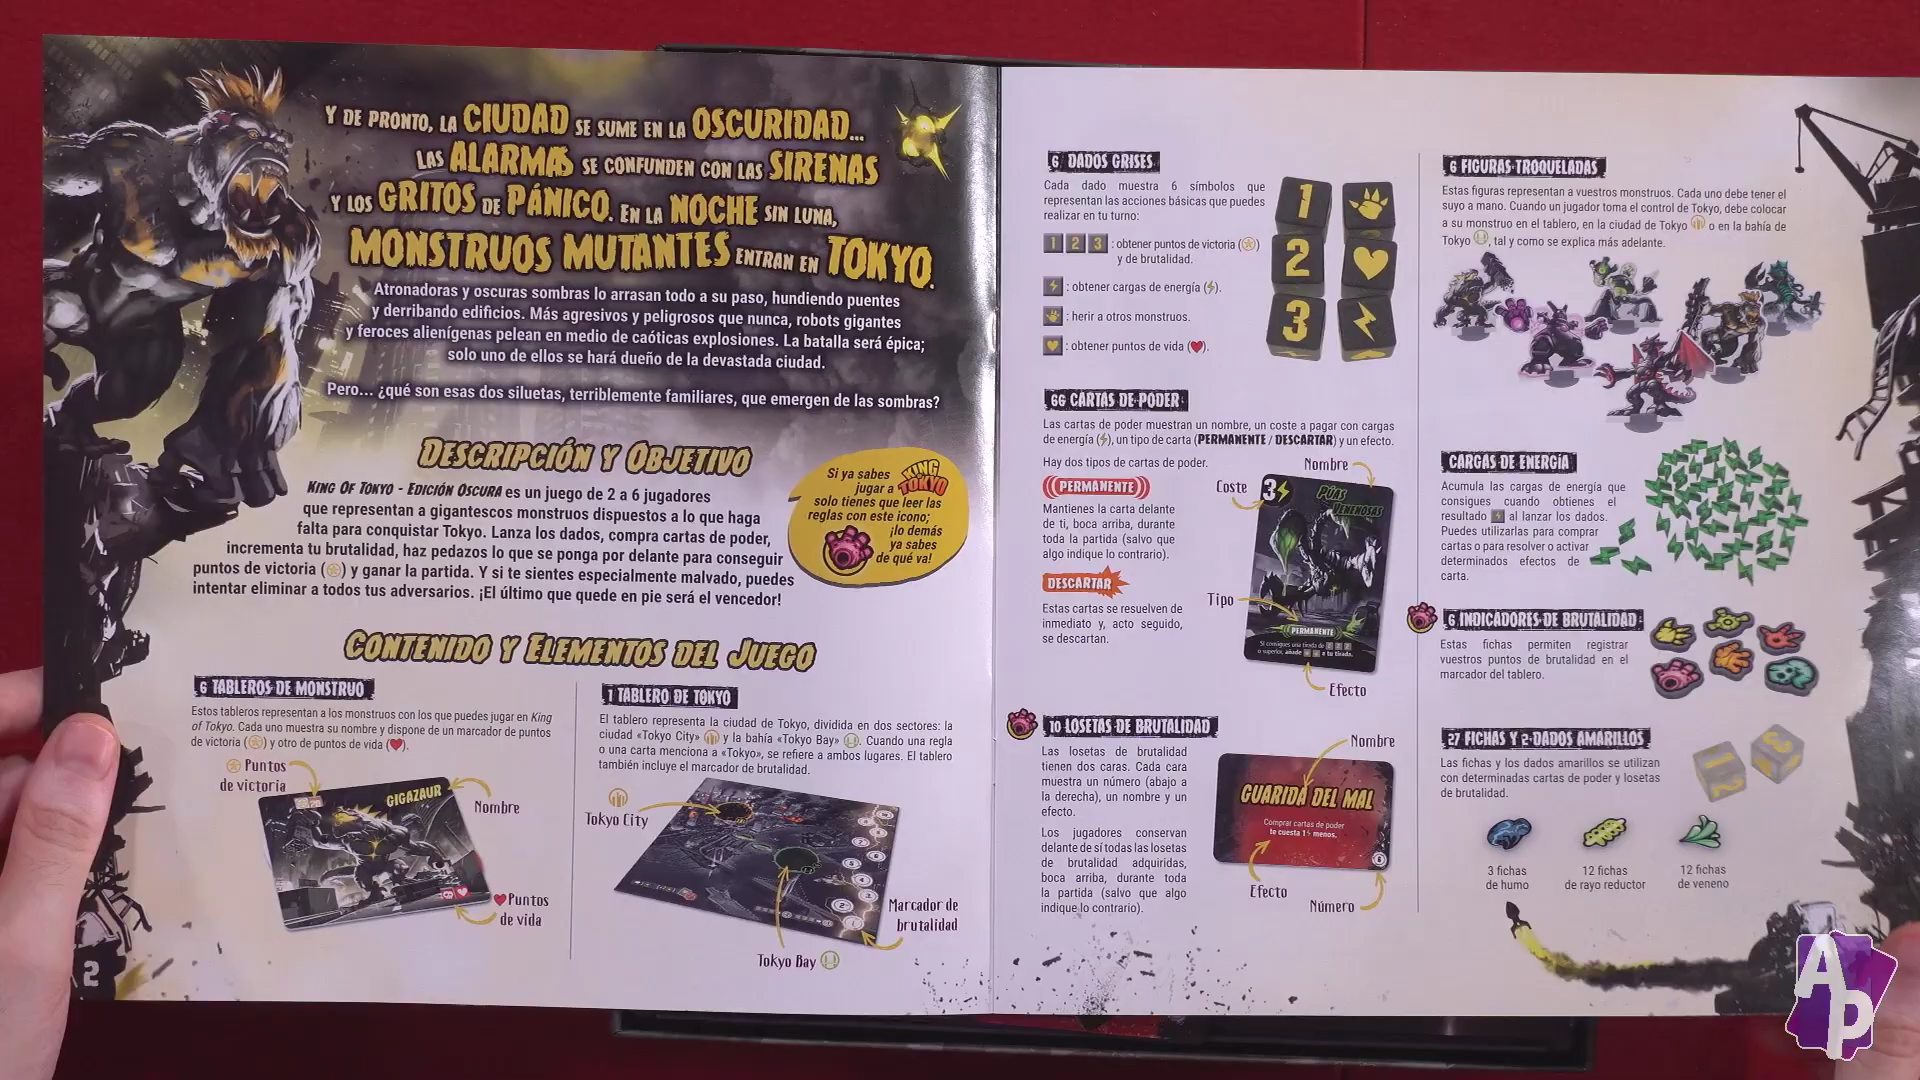 Y DE PRONTO, LA CIUDAD SE SUME EN LA OSCURIDAD...
LAS ALARMAS SE CONFUNDEN CON LAS SIRENAS
Y LOS GRITOS DE PÁNICO. EN LA NOCHE SIN LUNA,
MONSTRUOS MUTANTES ENTRAN EN TOKYO.
Atronadoras y oscuras sombras lo arrasan todo a su paso, hundiendo puentes
y derribando edificios. Más agresivos y peligrosos que nunca, robots gigantes
y feroces alienígenas pelean en medio de caóticas explosiones. La batalla será épica;
solo uno de ellos se hará dueño de la devastada ciudad.
Pero... ¿qué son esas dos siluetas, terriblemente familiares, que emergen de las sombras?
DESCRIPCIÓN Y OBJETIVO
KING OF TOKYO - EDICIÓN OSCURA es un juego de 2 a 6 jugadores
que representan a gigantescos monstruos dispuestos a lo que haga
falta para conquistar Tokyo. Lanza los dados, compra cartas de poder,
incrementa tu brutalidad, haz pedazos lo que se ponga por delante para conseguir
puntos de victoria ( ) y ganar la partida. Y si te sientes especialmente malvado, puedes
intentar eliminar a todos tus adversarios. ¡El último que quede en pie será el vencedor!
Si ya sabes
jugar a KING OF TOKYO
solo tienes que leer las
reglas con este icono;
¡lo demás
ya sabes
de qué va!
CONTENIDO Y ELEMENTOS DEL JUEGO
6 TABLEROS DE MONSTRUO
Estos tableros representan a los monstruos con los que puedes jugar en King
of Tokyo. Cada uno muestra su nombre y dispone de un marcador de puntos
de victoria ( ) y otro de puntos de vida ( ).
Puntos
de victoria
GIGAZAUR
Nombre
Puntos
de vida
1 TABLERO DE TOKYO
El tablero representa la ciudad de Tokyo, dividida en dos sectores: la
ciudad «Tokyo City» y la bahía «Tokyo Bay» . Cuando una regla
o una carta menciona a «Tokyo», se refiere a ambos lugares. El tablero
también incluye el marcador de brutalidad.
Tokyo City
Marcador de
brutalidad
Tokyo Bay
2
6 DADOS GRISES
Cada dado muestra 6 símbolos que
representan las acciones básicas que puedes
realizar en tu turno:
1 2 3 : obtener puntos de victoria ( )
y de brutalidad.
: obtener cargas de energía ( ).
: herir a otros monstruos.
: obtener puntos de vida ( ).
1
2
3
66 CARTAS DE PODER
Las cartas de poder muestran un nombre, un coste a pagar con cargas
de energía ( ), un tipo de carta (PERMANENTE / DESCARTAR) y un efecto.
Hay dos tipos de cartas de poder.
PERMANENTE
Mantienes la carta delante
de ti, boca arriba, durante
toda la partida (salvo que
algo indique lo contrario).
DESCARTAR
Estas cartas se resuelven de
inmediato y, acto seguido,
se descartan.
Nombre
Coste
3
PÚAS
VENENOSAS
Tipo
PERMANENTE
Si consigues una tirada de
o superior, añade a tu tirada.
Efecto
10 LOSETAS DE BRUTALIDAD
Las losetas de brutalidad
tienen dos caras. Cada cara
muestra un número (abajo a
la derecha), un nombre y un
efecto.
Los jugadores conservan
delante de sí todas las losetas
de brutalidad adquiridas,
boca arriba, durante toda
la partida (salvo que algo
indique lo contrario).
Nombre
GUARIDA DEL MAL
Comprar cartas de poder
te cuesta 1 menos.
Efecto
Número
6 FIGURAS TROQUELADAS
Estas figuras representan a vuestros monstruos. Cada uno debe tener el
suyo a mano. Cuando un jugador toma el control de Tokyo, debe colocar
a su monstruo en el tablero, en la ciudad de Tokyo o en la bahía de
Tokyo , tal y como se explica más adelante.
CARGAS DE ENERGÍA
Acumula las cargas de energía que
consigues cuando obtienes el
resultado al lanzar los dados.
Puedes utilizarlas para comprar
cartas o para resolver o activar
determinados efectos de
carta.
6 INDICADORES DE BRUTALIDAD
Estas fichas permiten registrar
vuestros puntos de brutalidad en el
marcador del tablero.
27 FICHAS Y 2 DADOS AMARILLOS
Las fichas y los dados amarillos se utilizan
con determinadas cartas de poder y losetas
de brutalidad.
3 fichas
de humo
12 fichas
de rayo reductor
12 fichas
de veneno
AP